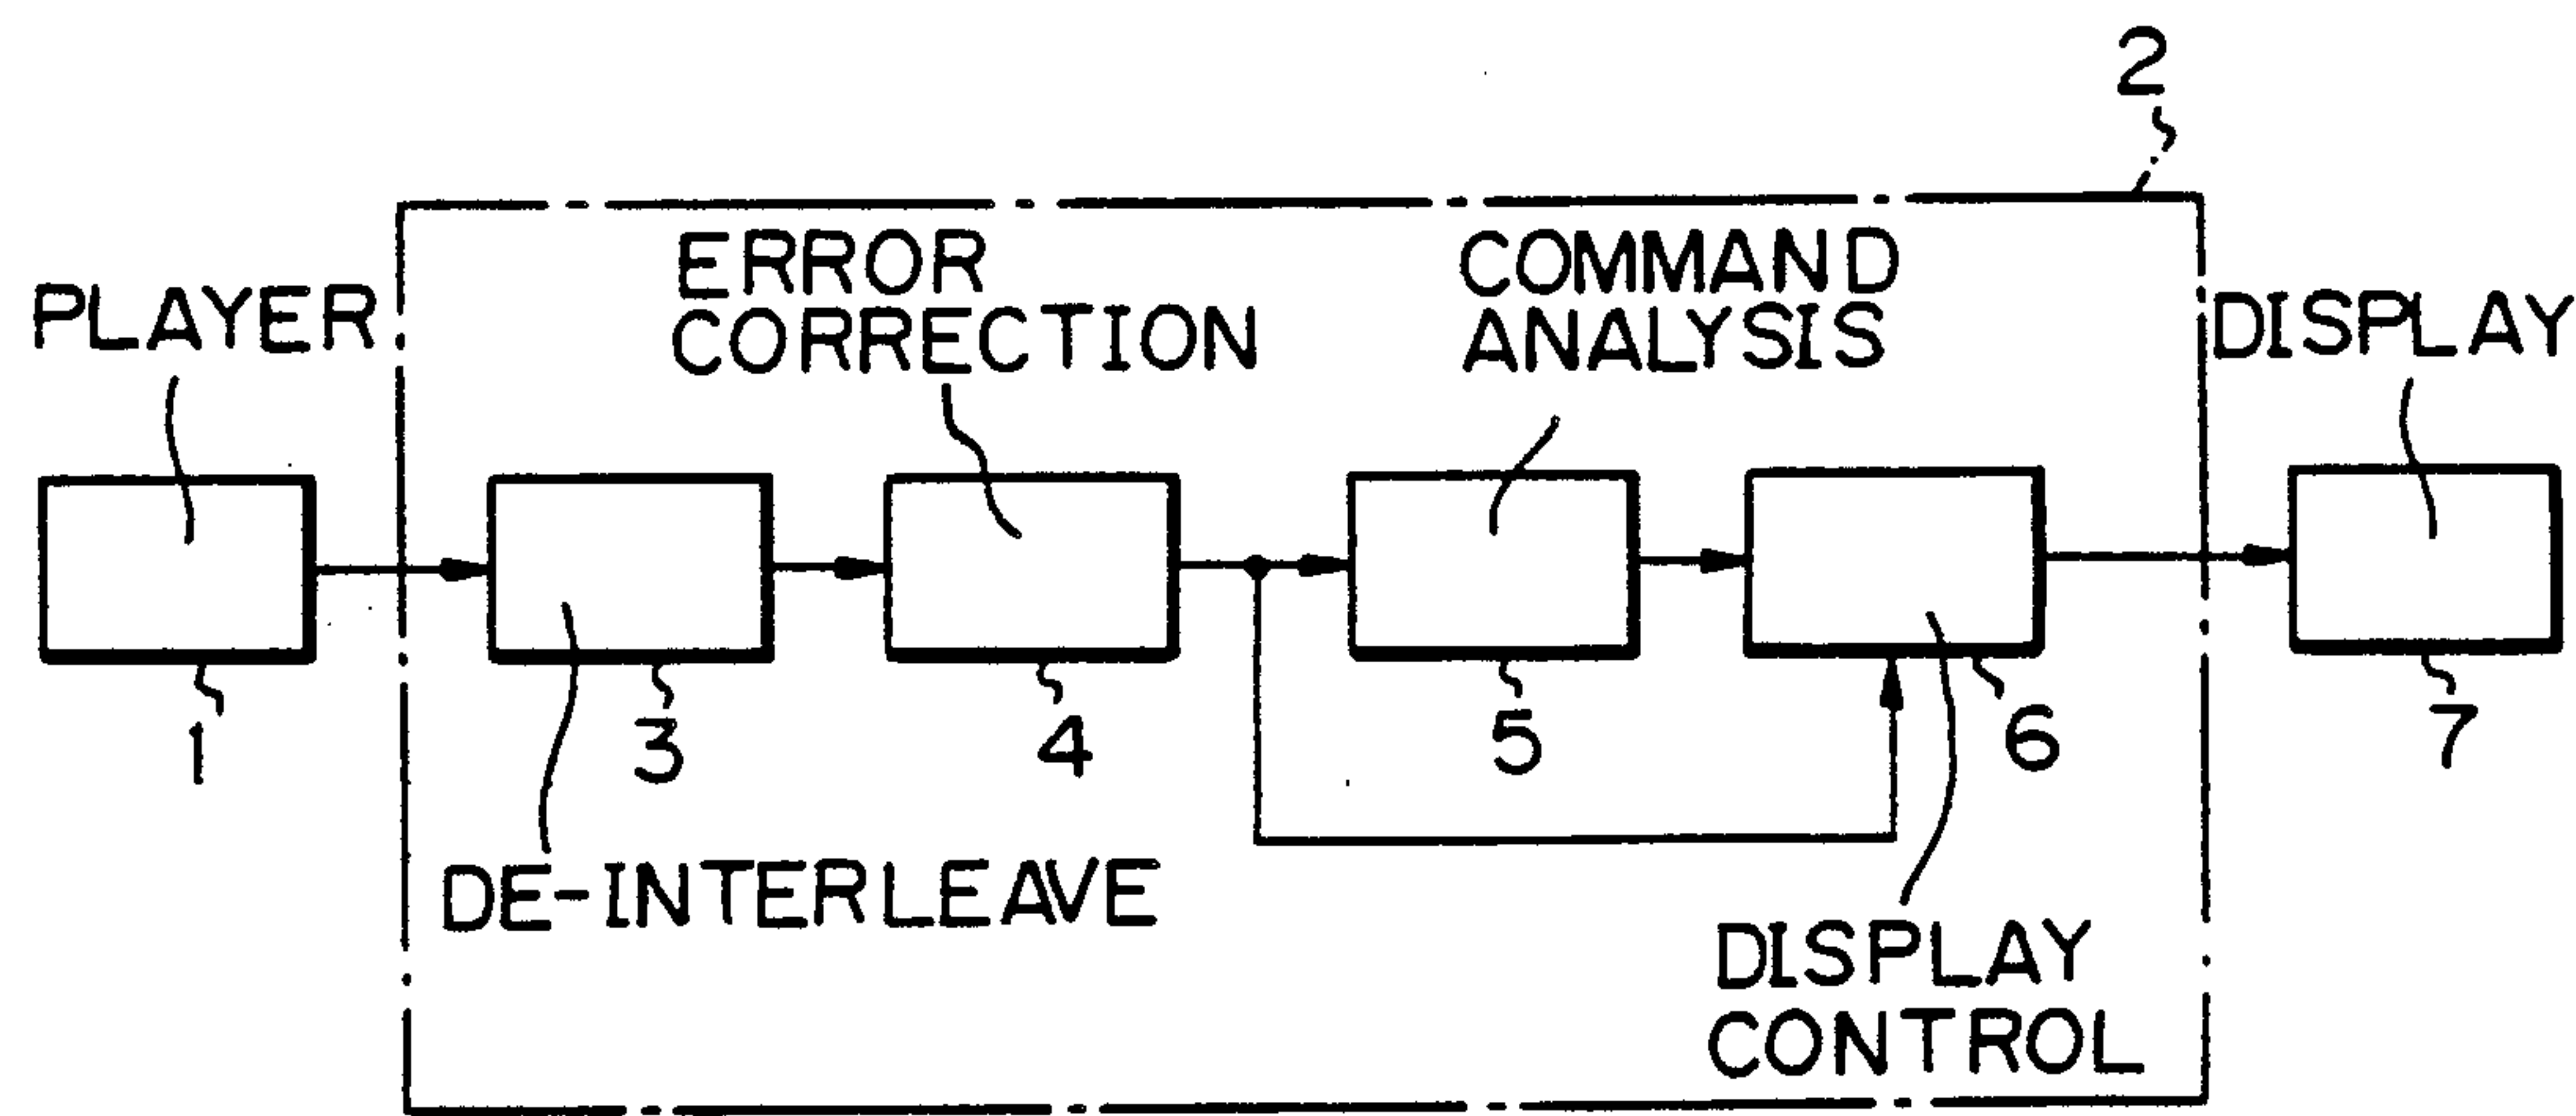 2
PLAYER
ERROR
CORRECTION
COMMAND
ANALYSIS
DISPLAY
1
3
4
5
6
7
DE-INTERLEAVE
DISPLAY
CONTROL